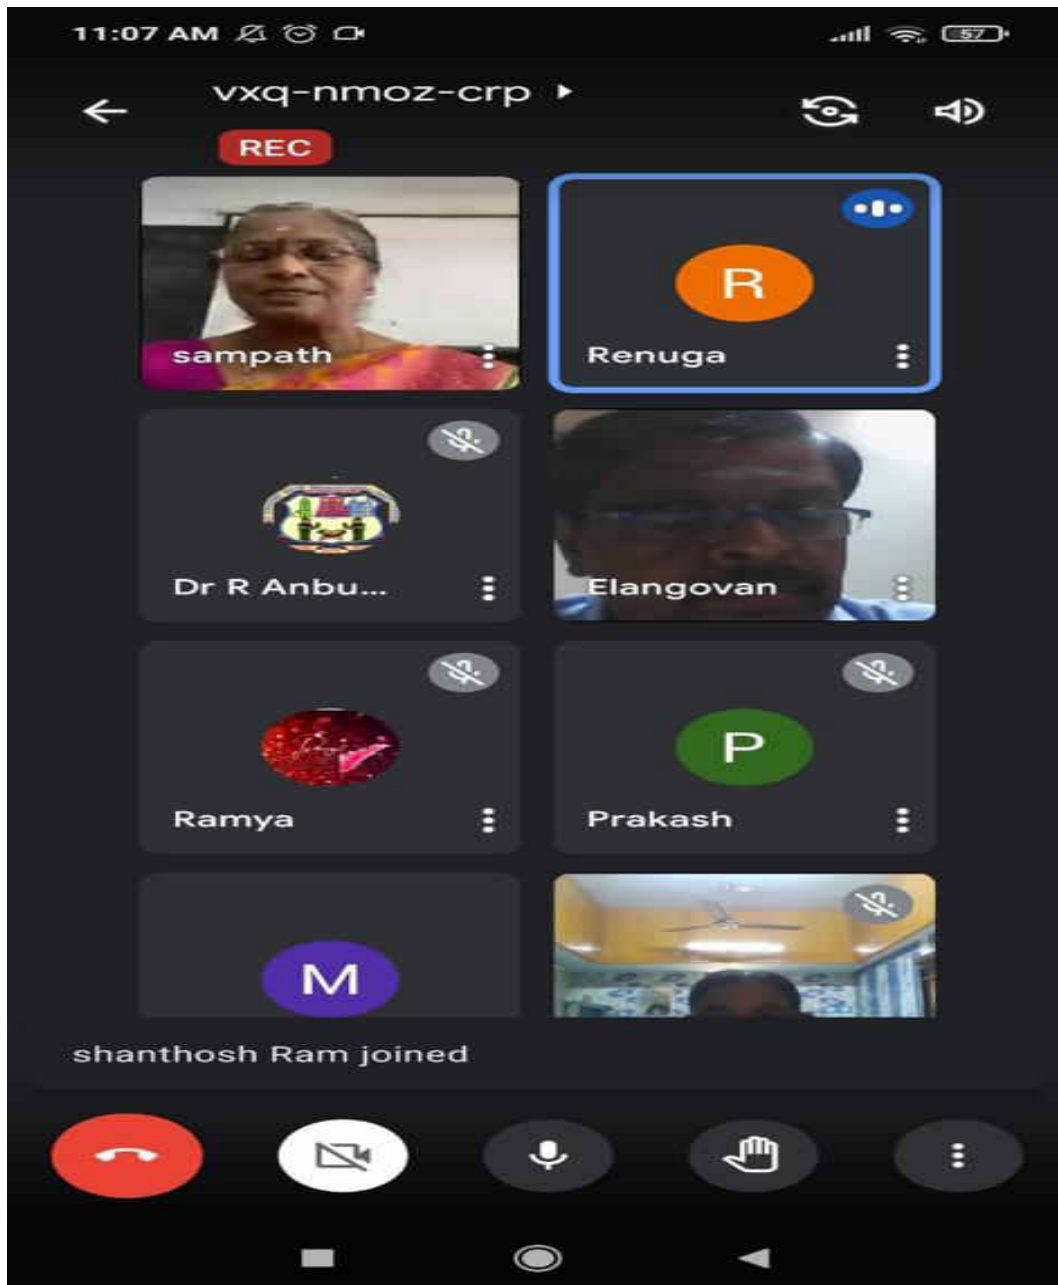 11:07 AM 57
vxq-nmoz-crp
REC
sampath
R
Renuga
Dr R Anbu...
Elangovan
Ramya
P
Prakash
M
shanthosh Ram joined